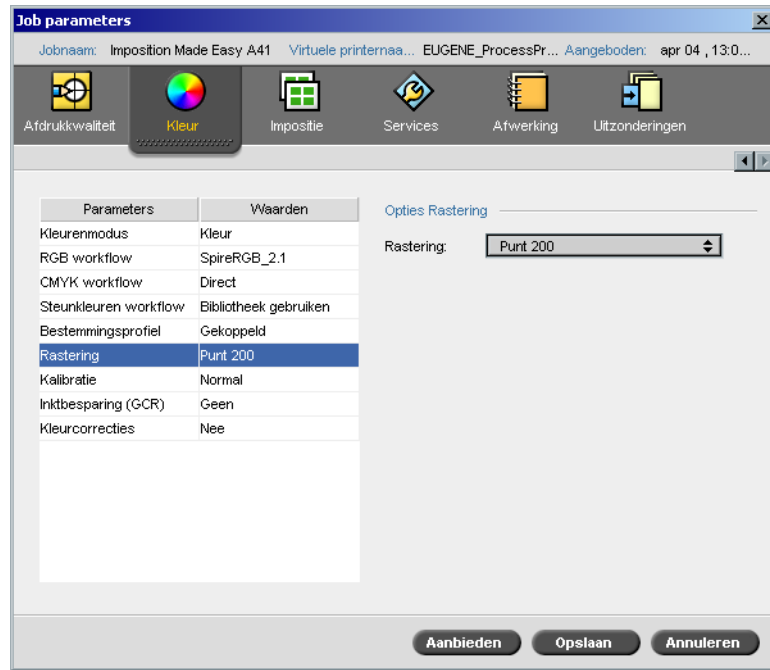 Job parameters
Jobnaam: Imposition Made Easy A41 Virtuele printernaa... EUGENE_ProcessPr... Aangeboden: apr 04 , 13:0...
Afdrukkwaliteit Kleur Impositie Services Afwerking Uitzonderingen
Parameters Waarden
Kleurenmodus Kleur
RGB workflow SpireRGB_2.1
CMYK workflow Direct
Steunkleuren workflow Bibliotheek gebruiken
Bestemmingsprofiel Gekoppeld
Rastering Punt 200
Kalibratie Normal
Inktbesparing (GCR) Geen
Kleurcorrecties Nee
Opties Rastering
Rastering: Punt 200
Aanbieden Opslaan Annuleren